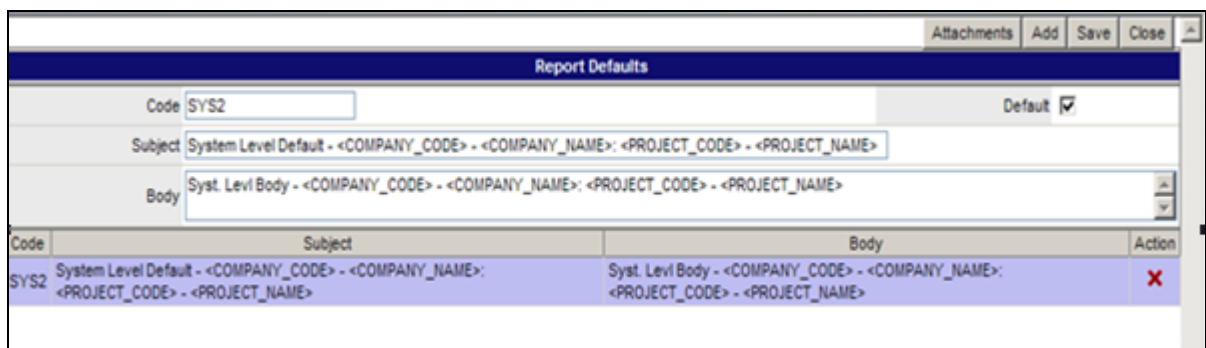 Attachments Add Save Close
Report Defaults
Code SYS2 Default
Subject System Level Default - <COMPANY_CODE> - <COMPANY_NAME>: <PROJECT_CODE> - <PROJECT_NAME>
Body Syst. Levl Body - <COMPANY_CODE> - <COMPANY_NAME>: <PROJECT_CODE> - <PROJECT_NAME>
Code Subject Body Action
SYS2 System Level Default - <COMPANY_CODE> - <COMPANY_NAME>:
<PROJECT_CODE> - <PROJECT_NAME>
Syst. Levl Body - <COMPANY_CODE> - <COMPANY_NAME>:
<PROJECT_CODE> - <PROJECT_NAME>